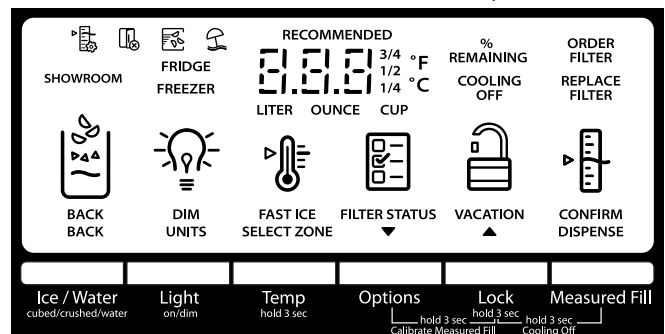 RECOMMENDED
SHOWROOM
FRIDGE
FREEZER
8.8.8
3/4
1/2
1/4
°F
°C
LITER OUNCE CUP
%
REMAINING
COOLING
OFF
ORDER
FILTER
REPLACE
FILTER
BACK
BACK
DIM
UNITS
FAST ICE
SELECT ZONE
FILTER STATUS
▼
VACATION
▲
CONFIRM
DISPENSE
Ice / Water
cubed/crushed/water
Light
on/dim
Temp
hold 3 sec
Options
Lock
hold 3 sec
Measured Fill
hold 3 sec
Calibrate Measured Fill
hold 3 sec
Cooling Off